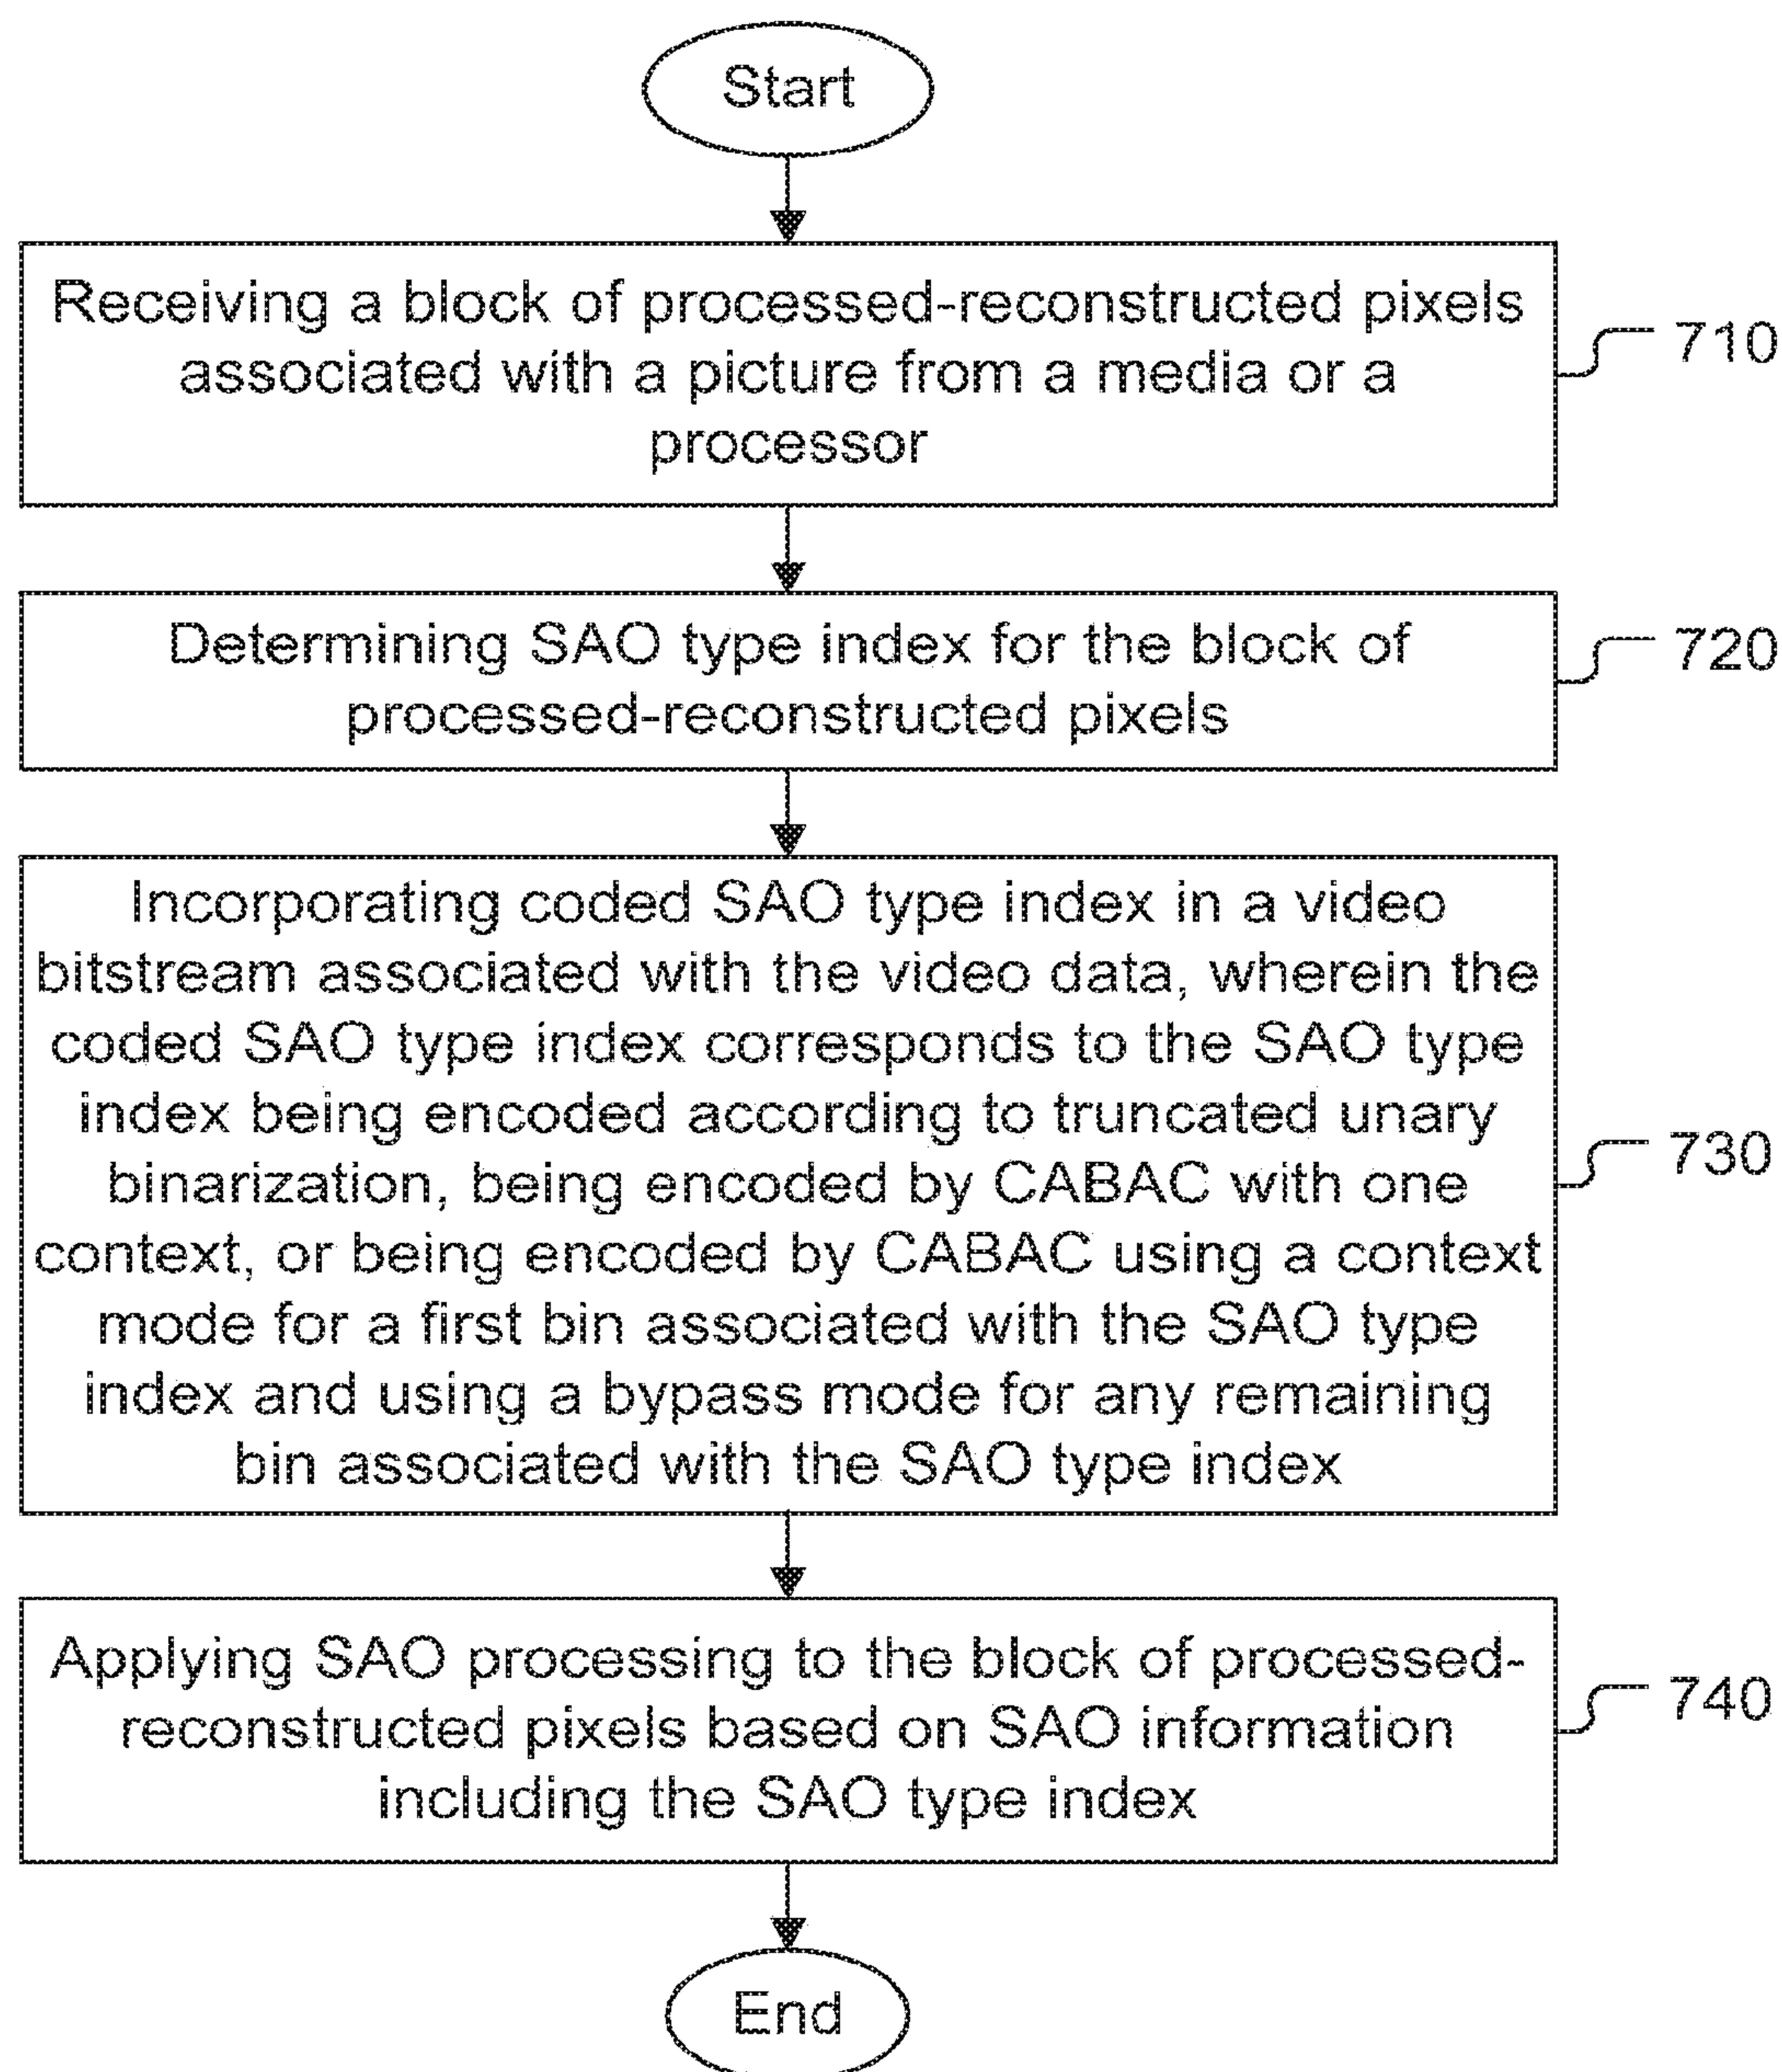 Start
Receiving a block of processed-reconstructed pixels
associated with a picture from a media or a
processor
710
Determining SAO type index for the block of
processed-reconstructed pixels
720
Incorporating coded SAO type index in a video
bitstream associated with the video data, wherein the
coded SAO type index corresponds to the SAO type
index being encoded according to truncated unary
binarization, being encoded by CABAC with one
context, or being encoded by CABAC using a context
mode for a first bin associated with the SAO type
index and using a bypass mode for any remaining
bin associated with the SAO type index
730
Applying SAO processing to the block of processed-
reconstructed pixels based on SAO information
including the SAO type index
740
End